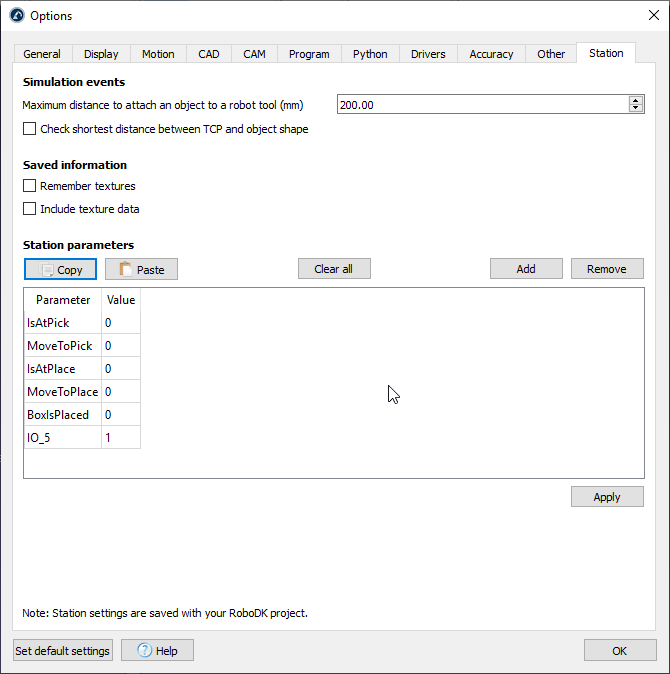 Options
General Display Motion CAD CAM Program Python Drivers Accuracy Other Station
Simulation events
Maximum distance to attach an object to a robot tool (mm) 200.00
Check shortest distance between TCP and object shape
Saved information
Remember textures
Include texture data
Station parameters
Copy Paste Clear all Add Remove
Parameter Value
IsAtPick 0
MoveToPick 0
IsAtPlace 0
MoveToPlace 0
BoxIsPlaced 0
IO_5 1
Apply
Note: Station settings are saved with your RoboDK project.
Set default settings Help OK